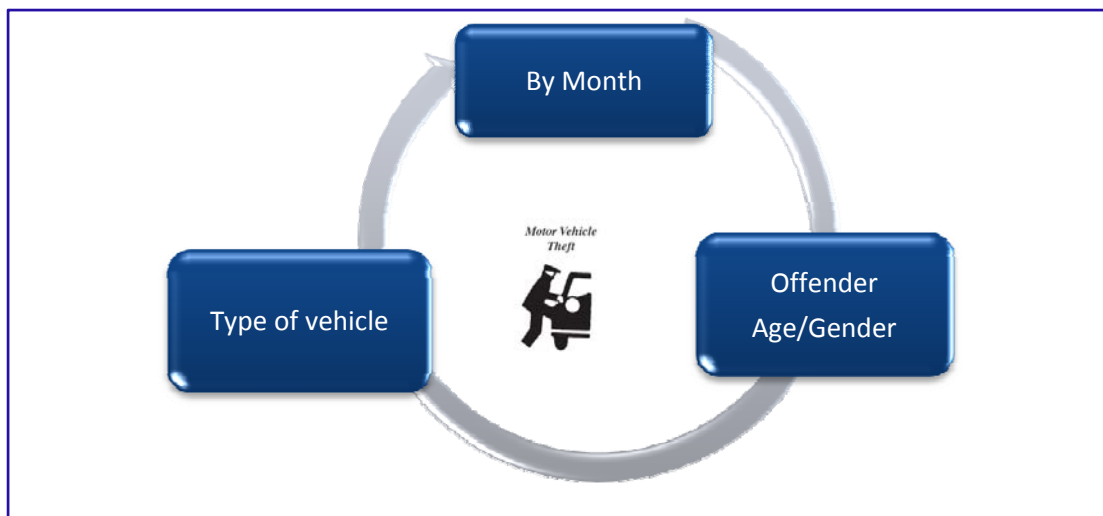 By Month
Motor Vehicle
Theft
Type of vehicle
Offender
Age/Gender